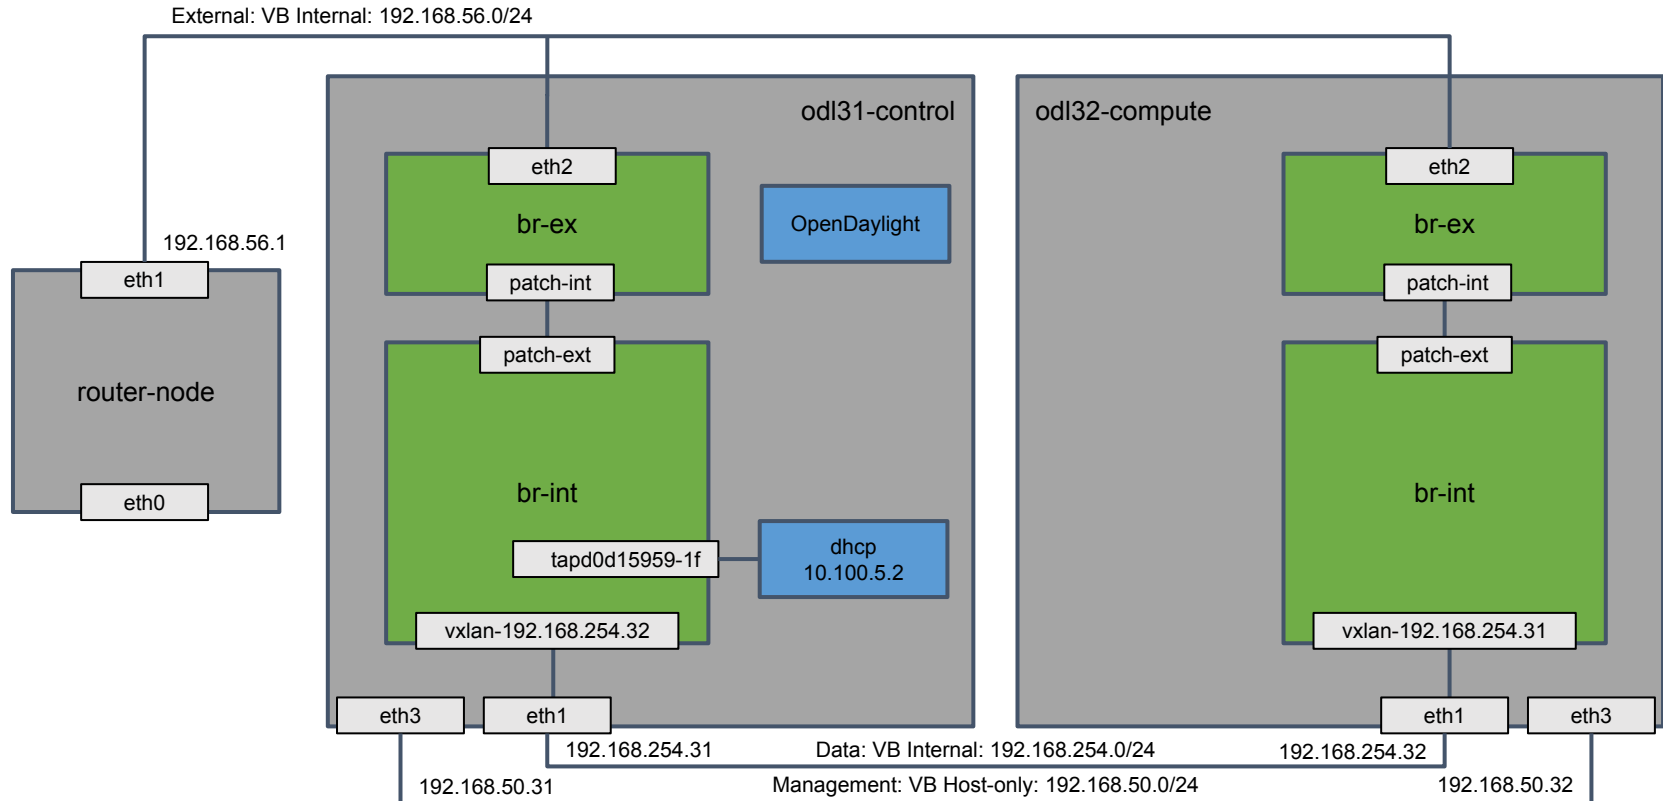 External: VB Internal: 192.168.56.0/24
odl31-control
odl32-compute
eth2
eth2
br-ex
OpenDaylight
br-ex
192.168.56.1
eth1
patch-int
patch-int
patch-ext
patch-ext
router-node
br-int
br-int
eth0
tapd0d15959-1f
dhcp
10.100.5.2
vxlan-192.168.254.32
vxlan-192.168.254.31
eth3
eth1
eth1
eth3
192.168.254.31
Data: VB Internal: 192.168.254.0/24
192.168.254.32
192.168.50.31
Management: VB Host-only: 192.168.50.0/24
192.168.50.32